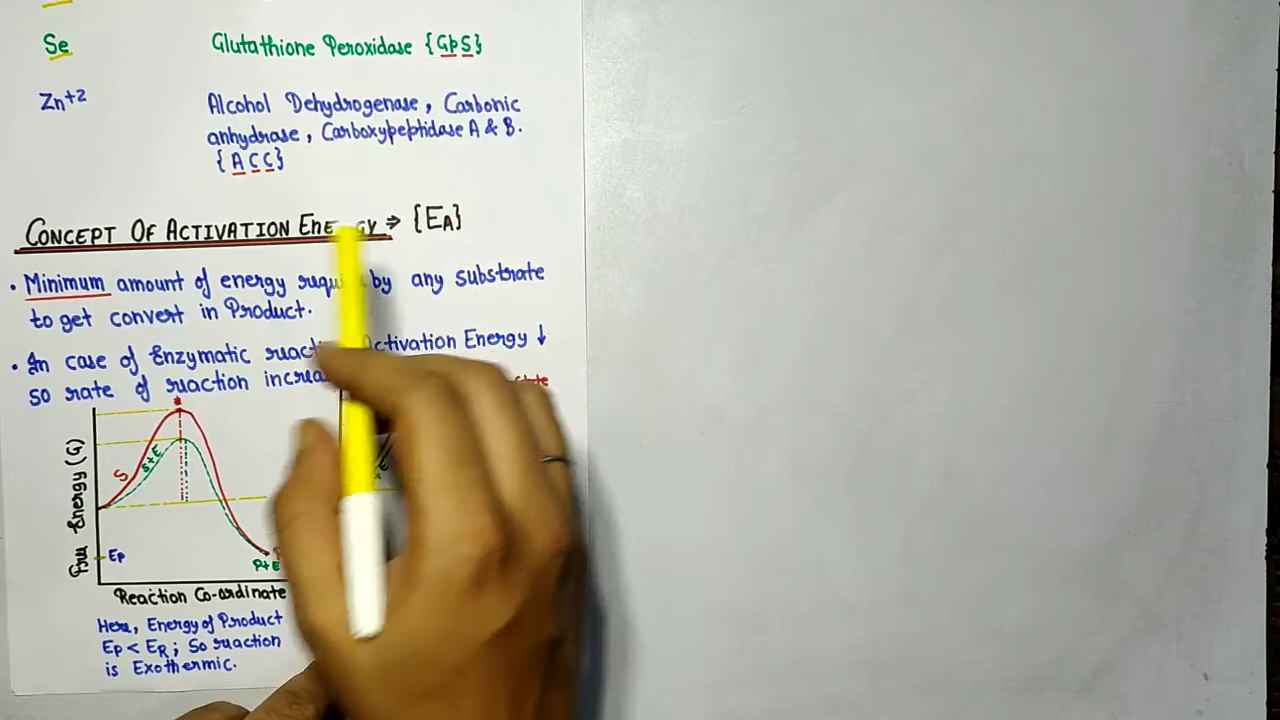 Se Glutathione Peroxidase {GpS}
Zn+2 Alcohol Dehydrogenase, Carbonic
anhydrase, Carboxypeptidase A & B.
{ACC}
CONCEPT OF ACTIVATION ⇒ {EA}
• Minimum amount of energy by any substrate
to get convert in Product.
• In case of Enzymatic Activation Energy ↓
so rate of reaction
S
S+E
Free Energy (G)
Ep
P+E
Reaction Co-ordinate
Here, Energy of Product
EP < ER; So reaction
is Exothermic.